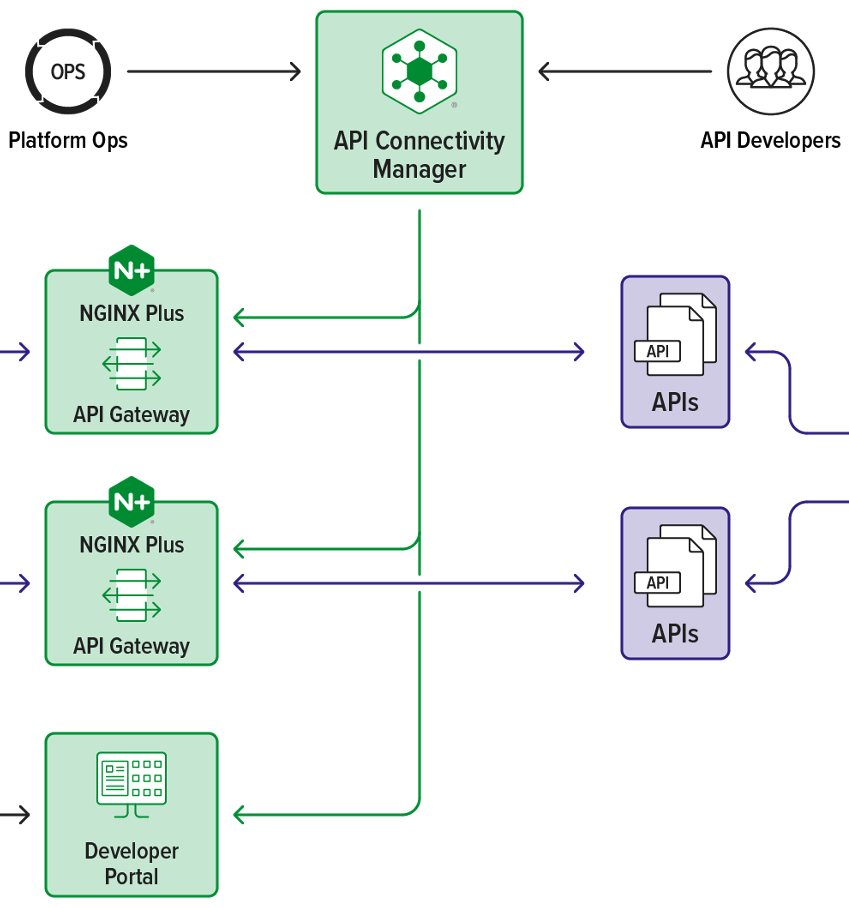 OPS
Platform Ops
API Connectivity
Manager
®
API Developers
N+
NGINX Plus
API Gateway
API
APIs
N+
NGINX Plus
API Gateway
API
APIs
Developer
Portal